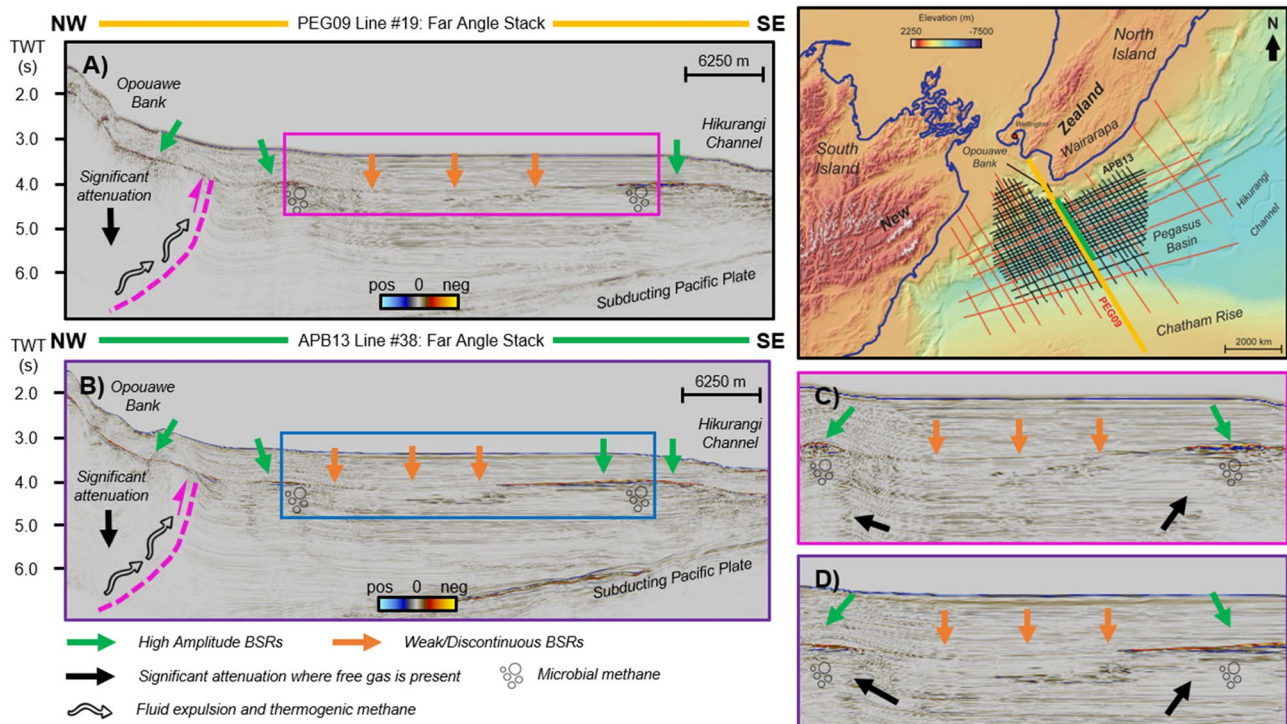 NW PEG09 Line #19: Far Angle Stack SE
TWT
(s)
2.0
3.0
4.0
5.0
6.0
A)
Opouawe
Bank
Significant
attenuation
6250 m
Hikurangi
Channel
pos 0 neg
Subducting Pacific Plate
NW APB13 Line #38: Far Angle Stack SE
TWT
(s)
2.0
3.0
4.0
5.0
6.0
B)
Opouawe
Bank
Significant
attenuation
6250 m
Hikurangi
Channel
pos 0 neg
Subducting Pacific Plate
High Amplitude BSRs
Weak/Discontinuous BSRs
Significant attenuation where free gas is present
Microbial methane
Fluid expulsion and thermogenic methane
Elevation (m)
2250 -7500
N
North
Island
Zealand
Wellington
Wairarapa
South
Island
Opouawe
Bank
APB13
New
Hikurangi
Channel
Pegasus
Basin
PEG09
Chatham Rise
2000 km
C)
D)